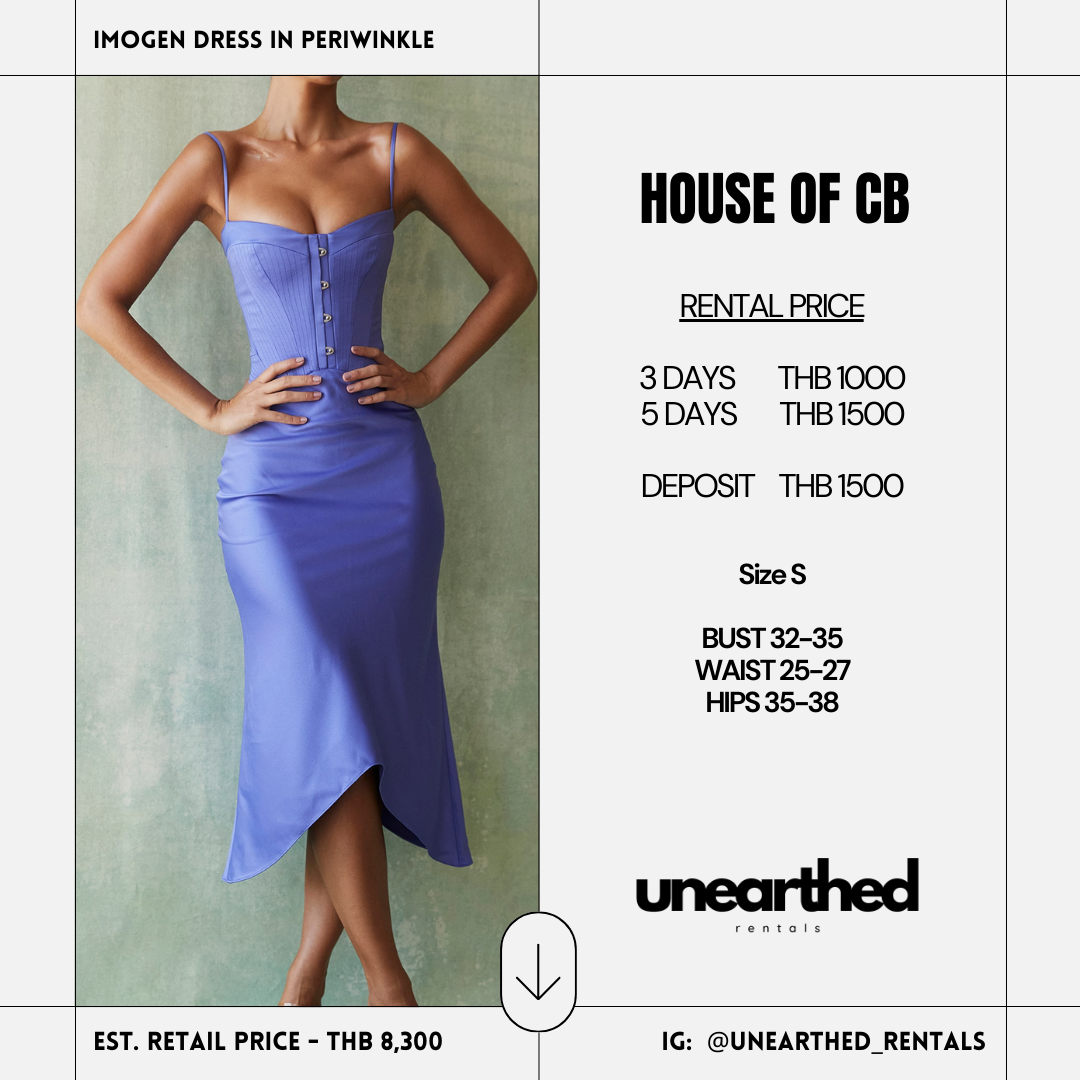 IMOGEN DRESS IN PERIWINKLE
HOUSE OF CB
RENTAL PRICE
3 DAYS THB 1000
5 DAYS THB 1500
DEPOSIT THB 1500
Size S
BUST 32–35
WAIST 25–27
HIPS 35–38
unearthed
rentals
EST. RETAIL PRICE - THB 8,300
IG: @UNEARTHED_RENTALS